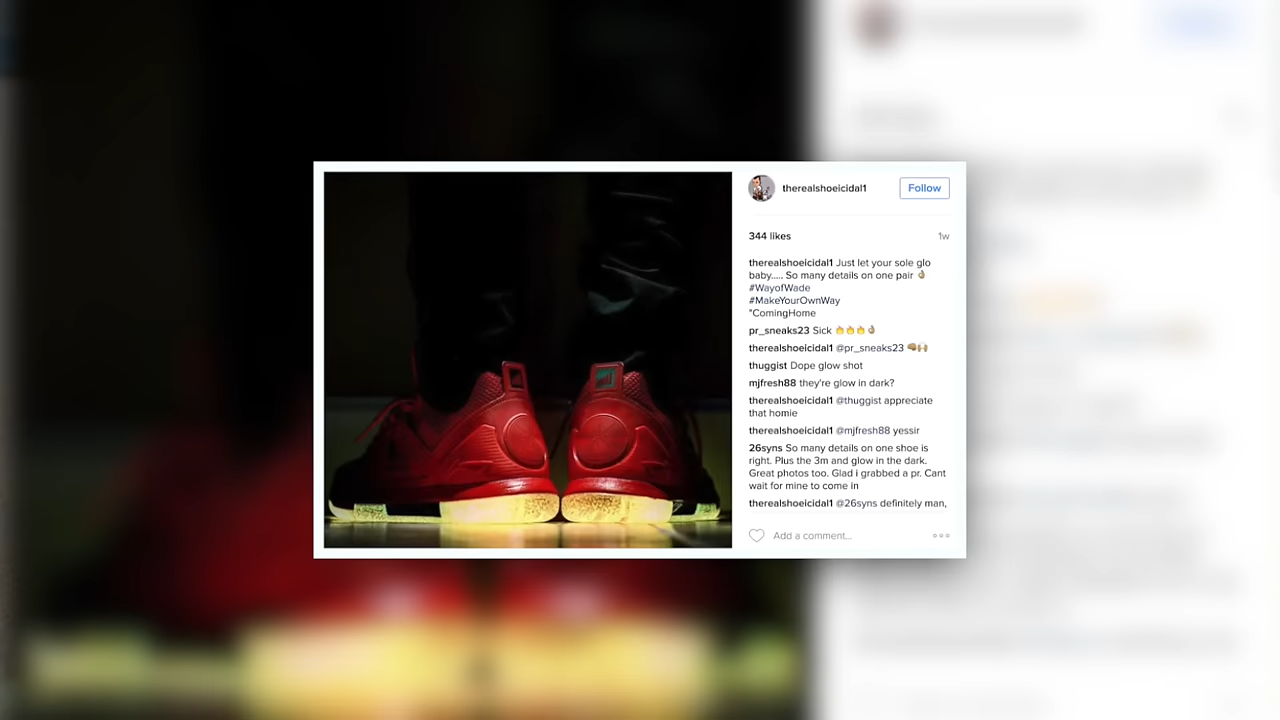 therealshoeicidal1
Follow
344 likes
1w
therealshoeicidal1 Just let your sole glo
baby..... So many details on one pair 👌🏽
#WayofWade
#MakeYourOwnWay
"ComingHome
pr_sneaks23 Sick 🔥🔥🔥👌🏽
therealshoeicidal1 @pr_sneaks23 👊🏽🙌🏽
thuggist Dope glow shot
mjfresh88 they're glow in dark?
therealshoeicidal1 @thuggist appreciate
that homie
therealshoeicidal1 @mjfresh88 yessir
26syns So many details on one shoe is
right. Plus the 3m and glow in the dark.
Great photos too. Glad i grabbed a pr. Cant
wait for mine to come in
therealshoeicidal1 @26syns definitely man,
Add a comment...